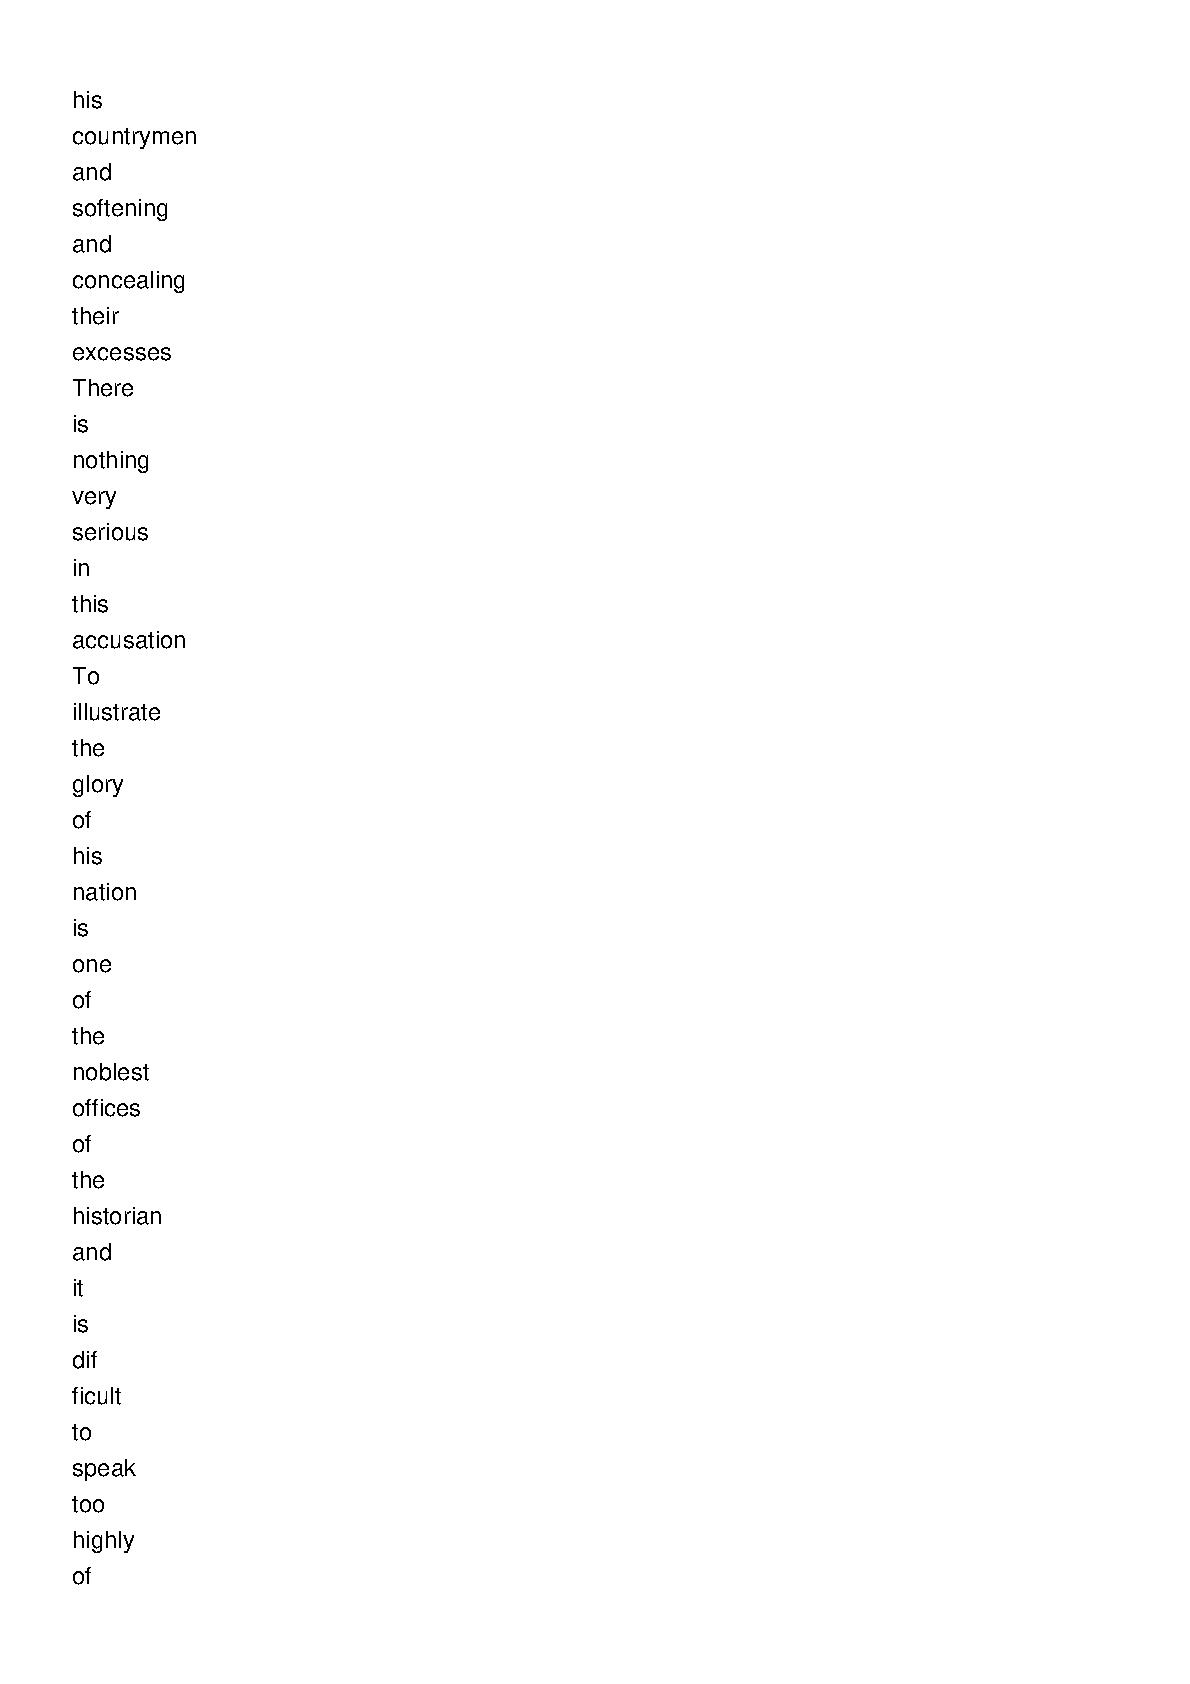 his
countrymen
and
softening
and
concealing
their
excesses
There
is
nothing
very
serious
in
this
accusation
To
illustrate
the
glory
of
his
nation
is
one
of
the
noblest
offices
of
the
historian
and
it
is
dif
ficult
to
speak
too
highly
of